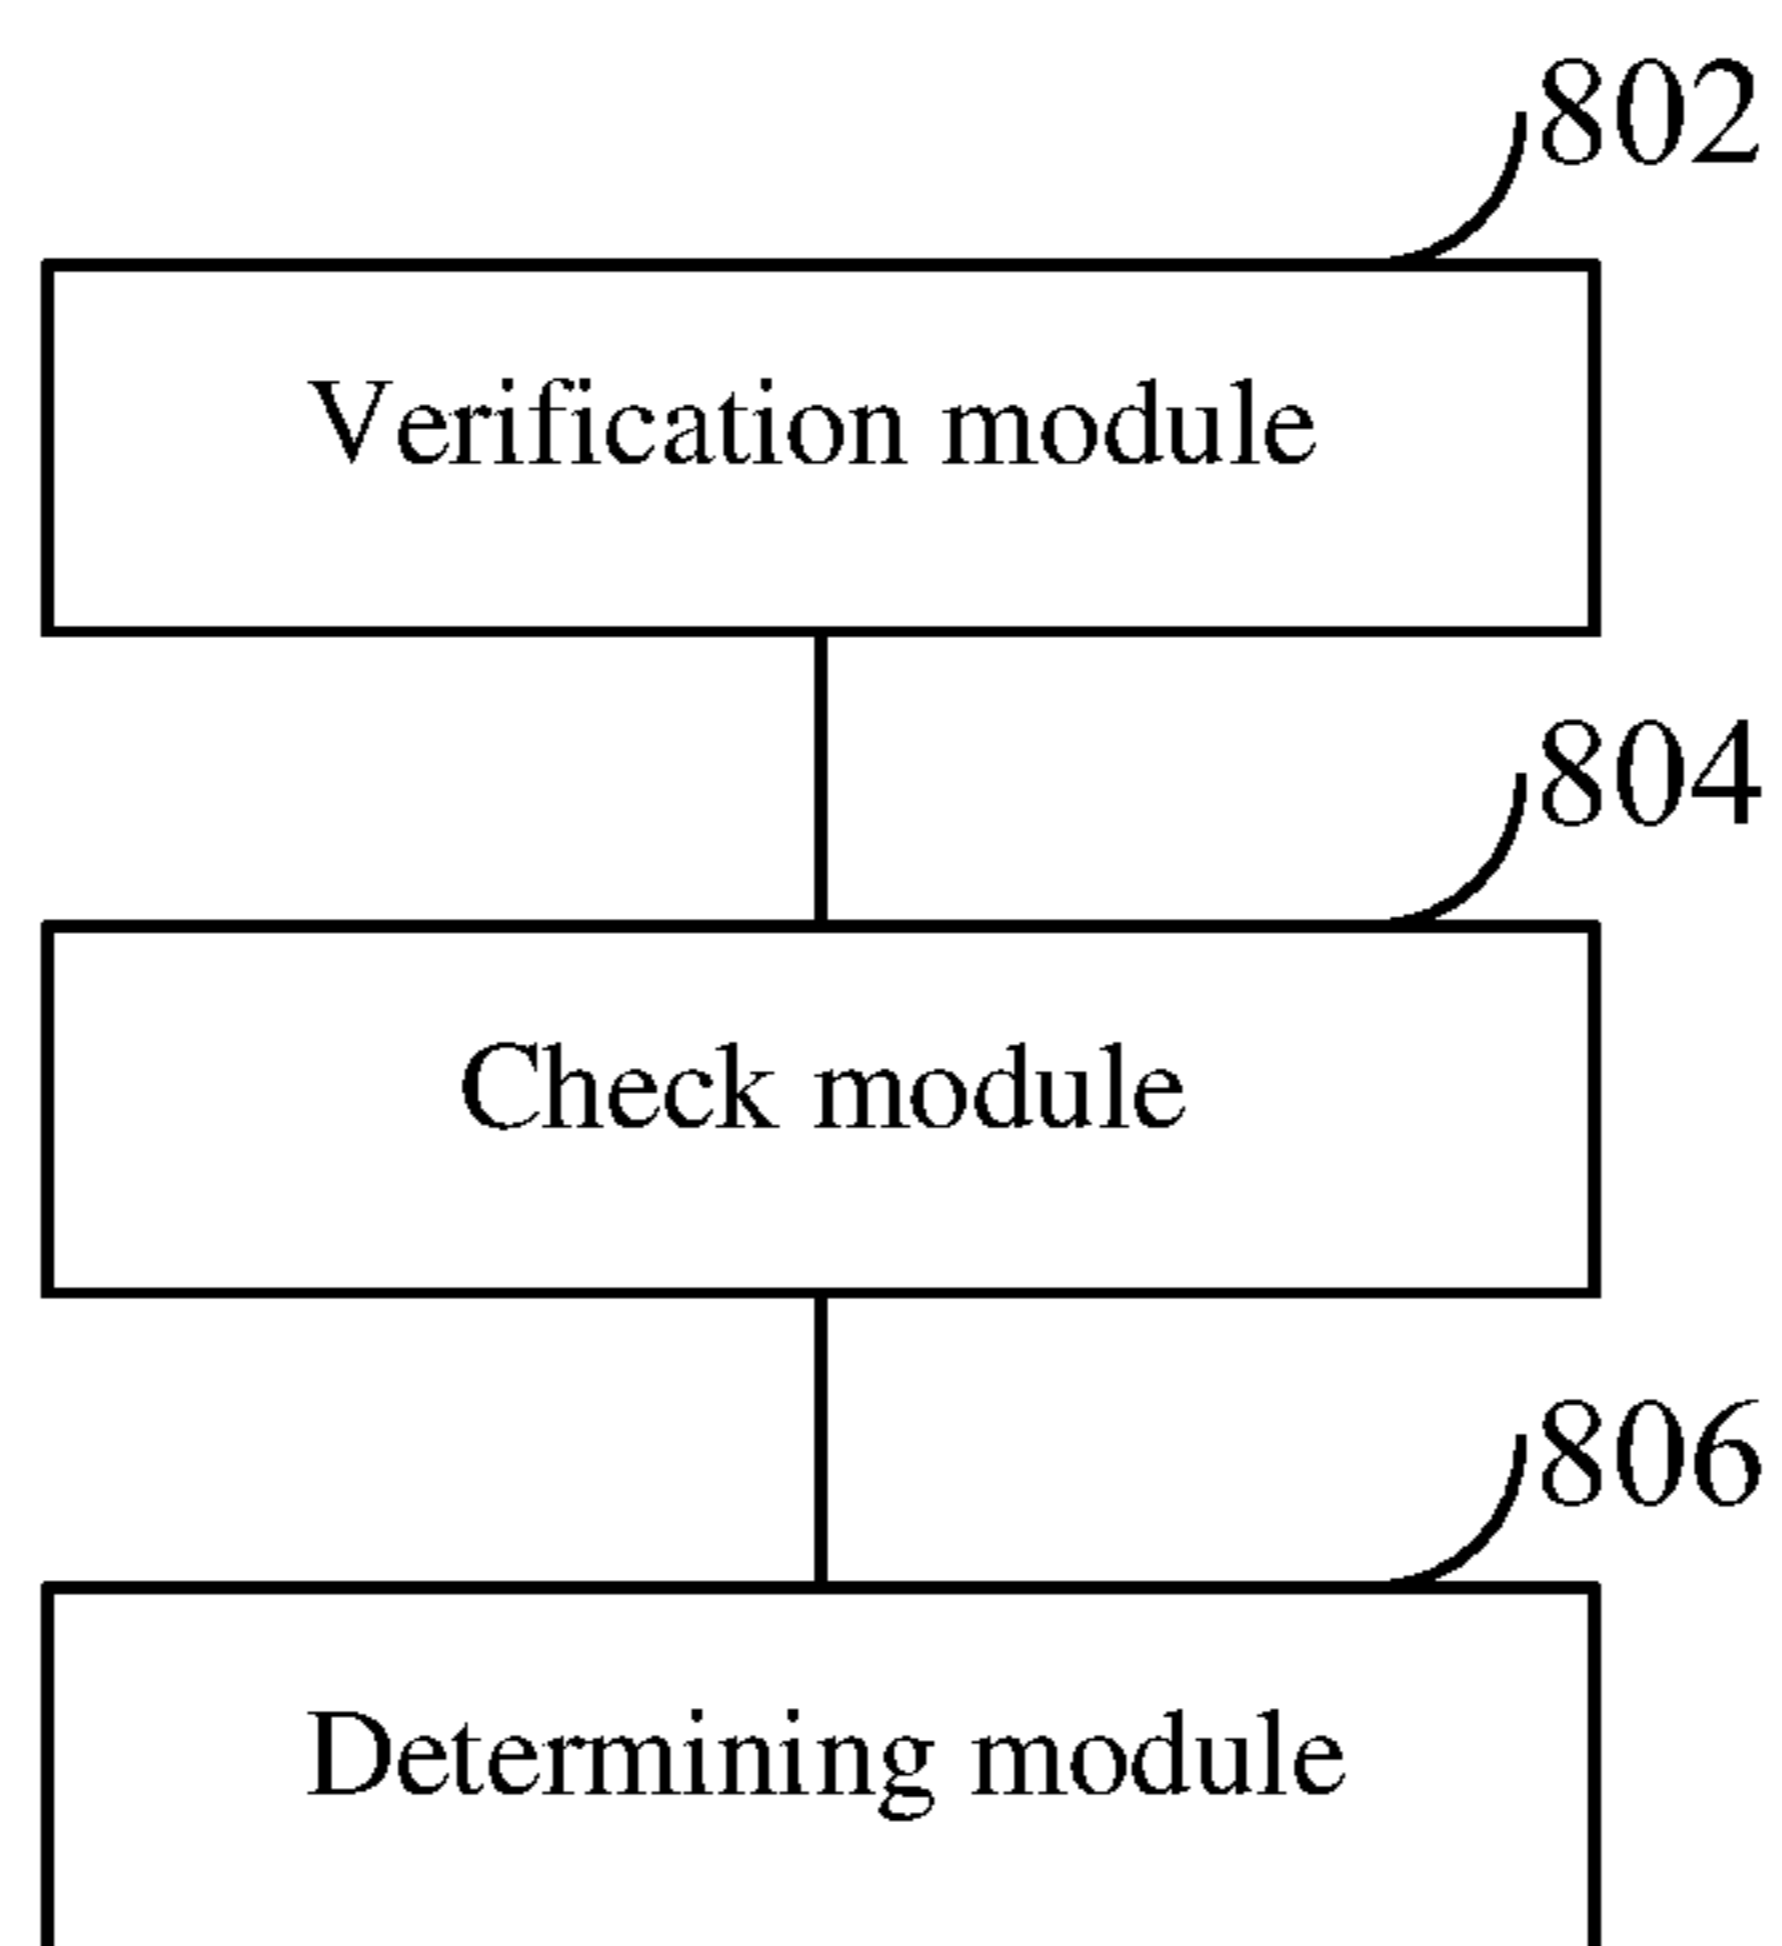 802
Verification module
804
Check module
806
Determining module